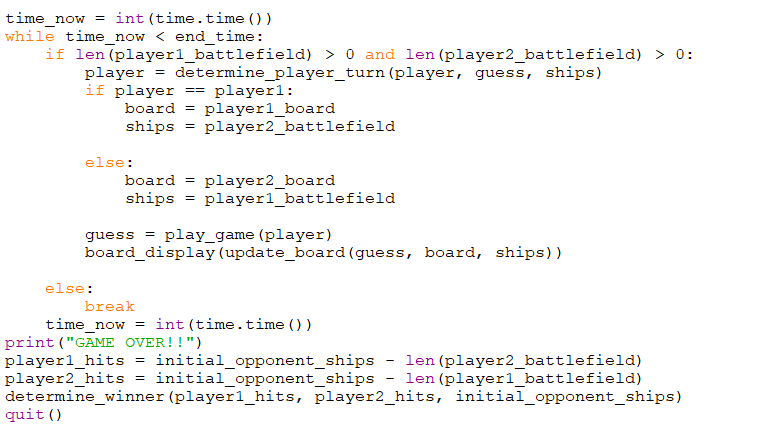 time_now = int(time.time())
while time_now < end_time:
    if len(player1_battlefield) > 0 and len(player2_battlefield) > 0:
        player = determine_player_turn(player, guess, ships)
        if player == player1:
            board = player1_board
            ships = player2_battlefield

        else:
            board = player2_board
            ships = player1_battlefield

        guess = play_game(player)
        board_display(update_board(guess, board, ships))

    else:
        break
    time_now = int(time.time())
print("GAME OVER!!")
player1_hits = initial_opponent_ships - len(player2_battlefield)
player2_hits = initial_opponent_ships - len(player1_battlefield)
determine_winner(player1_hits, player2_hits, initial_opponent_ships)
quit()